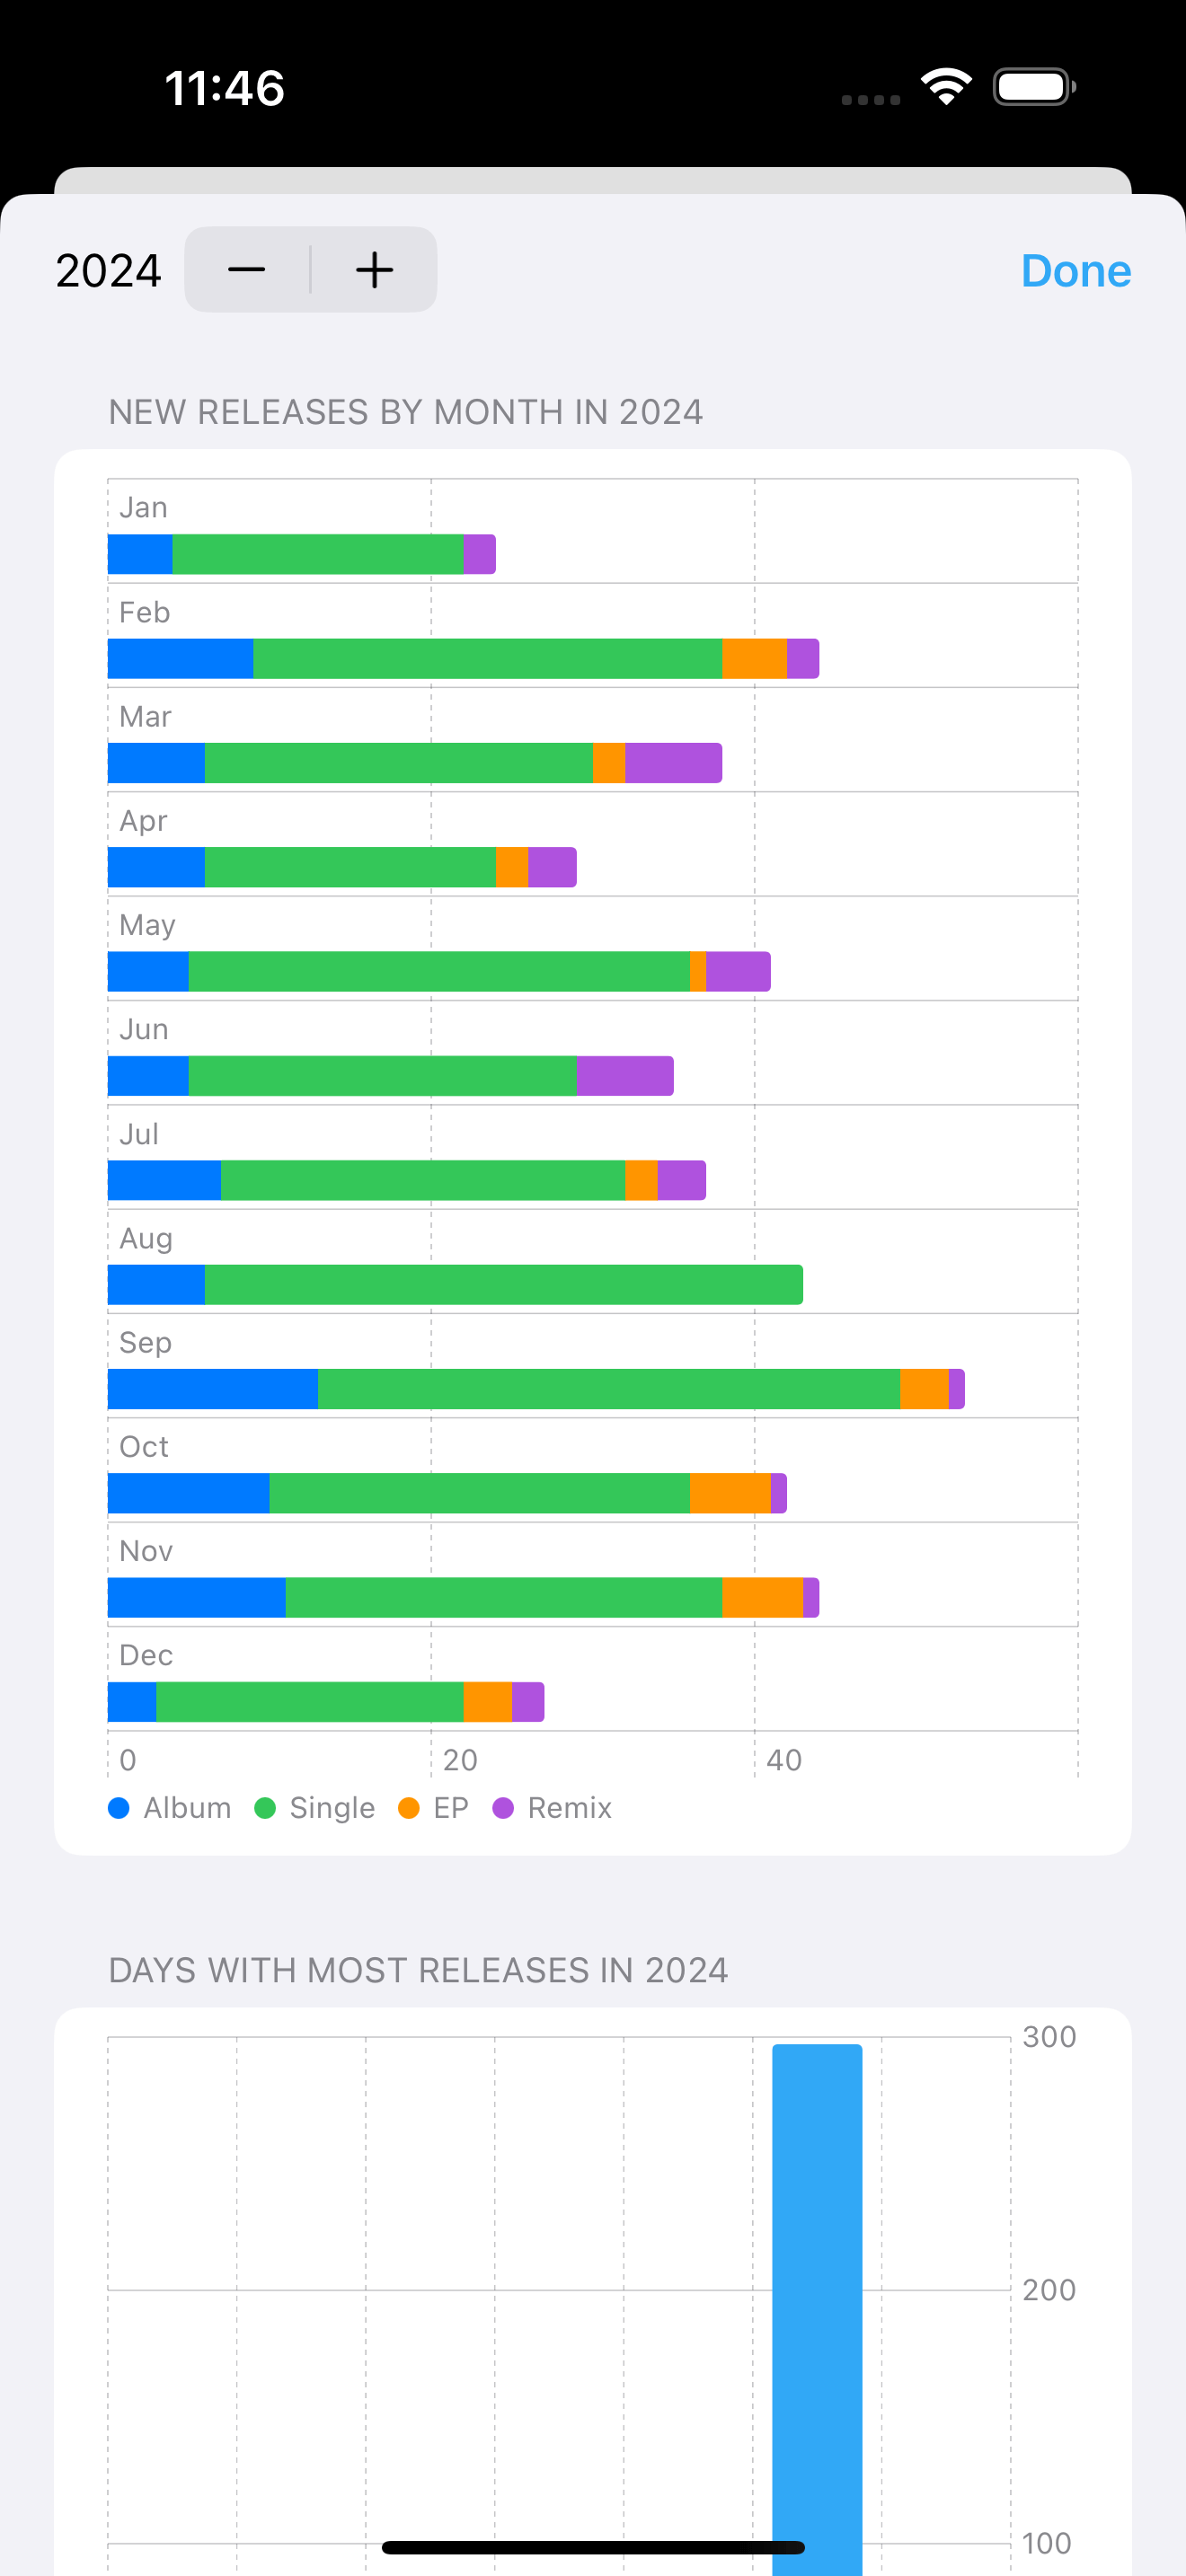 11:46
2024 − + Done
NEW RELEASES BY MONTH IN 2024
Jan
Feb
Mar
Apr
May
Jun
Jul
Aug
Sep
Oct
Nov
Dec
0 20 40
Album Single EP Remix
DAYS WITH MOST RELEASES IN 2024
300
200
100